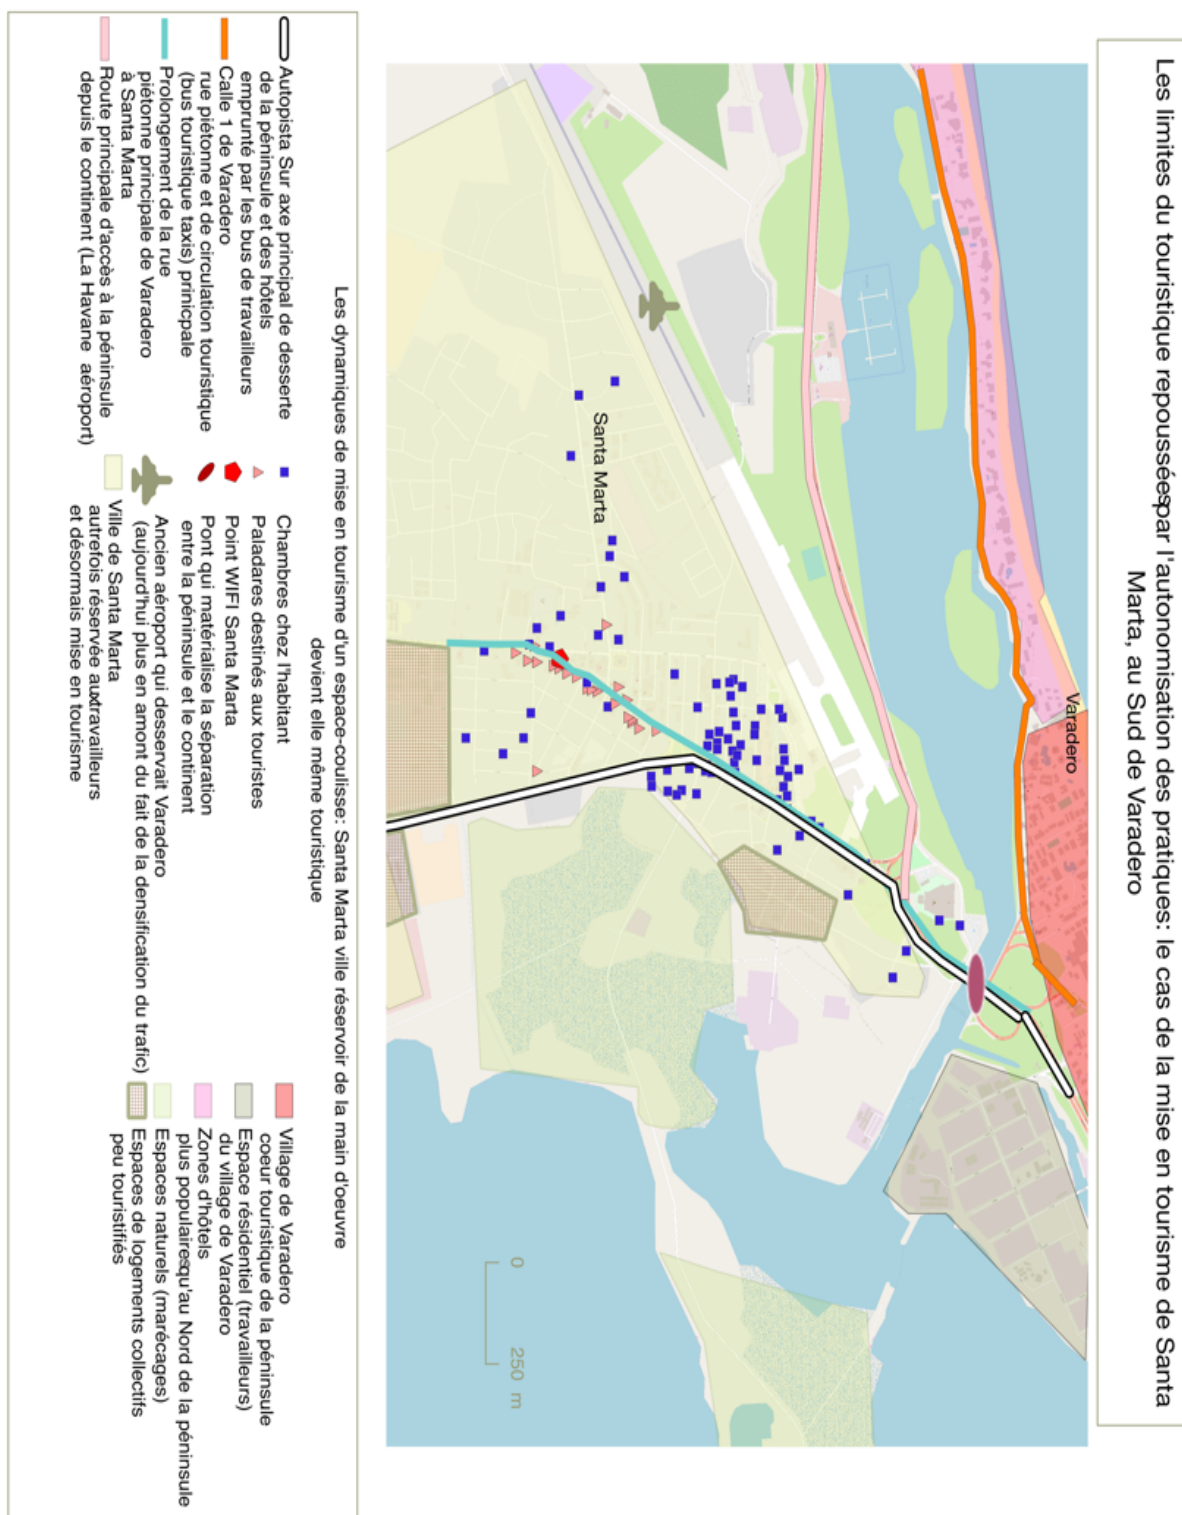 Les limites du touristique repousséespar l'autonomisation des pratiques: le cas de la mise en tourisme de Santa
Marta, au Sud de Varadero
Varadero
Santa Marta
0
250 m
Les dynamiques de mise en tourisme d'un espace-coulisse: Santa Marta ville réservoir de la main d'oeuvre
devient elle même touristique
Autopista Sur axe principal de desserte
de la péninsule et des hôtels
emprunté par les bus de travailleurs
Calle 1 de Varadero
rue piétonne et de circulation touristique
(bus touristique taxis) prinicpale
Prolongement de la rue
piétonne principale de Varadero
à Santa Marta
Route principale d'accès à la péninsule
depuis le continent (La Havane aéroport)
Chambres chez l'habitant
Paladares destinés aux touristes
Point WIFI Santa Marta
Pont qui matérialise la séparation
entre la péninsule et le continent
Ancien aéroport qui desservait Varadero
(aujourd'hui plus en amont du fait de la densification du trafic)
Ville de Santa Marta
autrefois réservée auxtravailleurs
et désormais mise en tourisme
Village de Varadero
coeur touristique de la péninsule
Espace résidentiel (travailleurs)
du village de Varadero
Zones d'hôtels
plus populairesqu'au Nord de la péninsule
Espaces naturels (marécages)
Espaces de logements collectifs
peu touristifiés